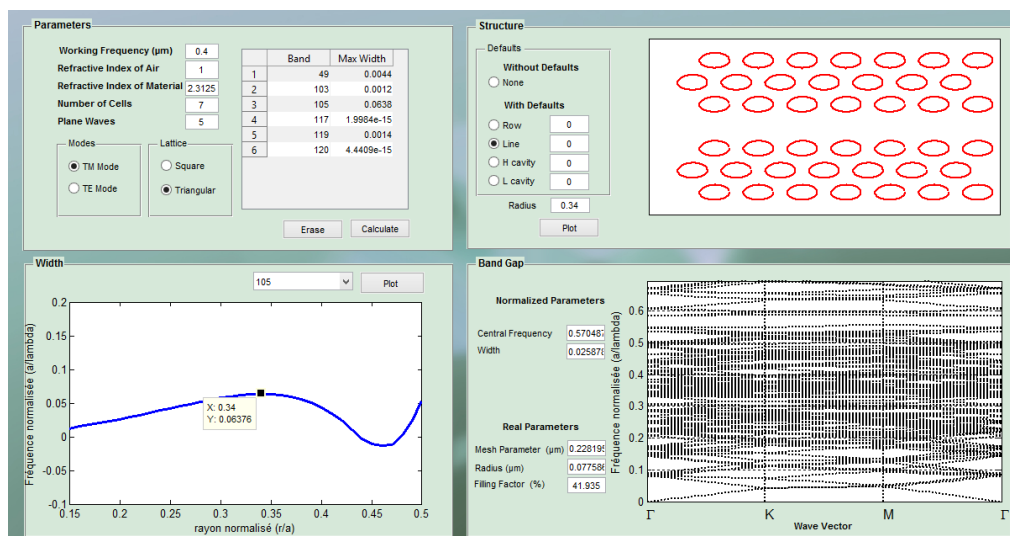 Parameters
Working Frequency (µm) 0.4
Refractive Index of Air 1
Refractive Index of Material 2.3125
Number of Cells 7
Plane Waves 5
Modes
TM Mode
TE Mode
Lattice
Square
Triangular
Band Max Width
1 49 0.0044
2 103 0.0012
3 105 0.0638
4 117 1.9984e-15
5 119 0.0014
6 120 4.4409e-15
Erase Calculate
Structure
Defaults
Without Defaults
None
With Defaults
Row 0
Line 0
H cavity 0
L cavity 0
Radius 0.34
Plot
Width
105 Plot
Fréquence normalisée (a/lambda)
0.2
0.15
0.1
0.05
0
-0.05
-0.1
X: 0.34
Y: 0.06376
0.15 0.2 0.25 0.3 0.35 0.4 0.45 0.5
rayon normalisé (r/a)
Band Gap
Normalized Parameters
Central Frequency 0.570487
Width 0.025878
Real Parameters
Mesh Parameter (µm) 0.228195
Radius (µm) 0.077586
Filling Factor (%) 41.935
Fréquence normalisée (a/lambda)
0.6
0.5
0.4
0.3
0.2
0.1
0
Γ K M Γ
Wave Vector